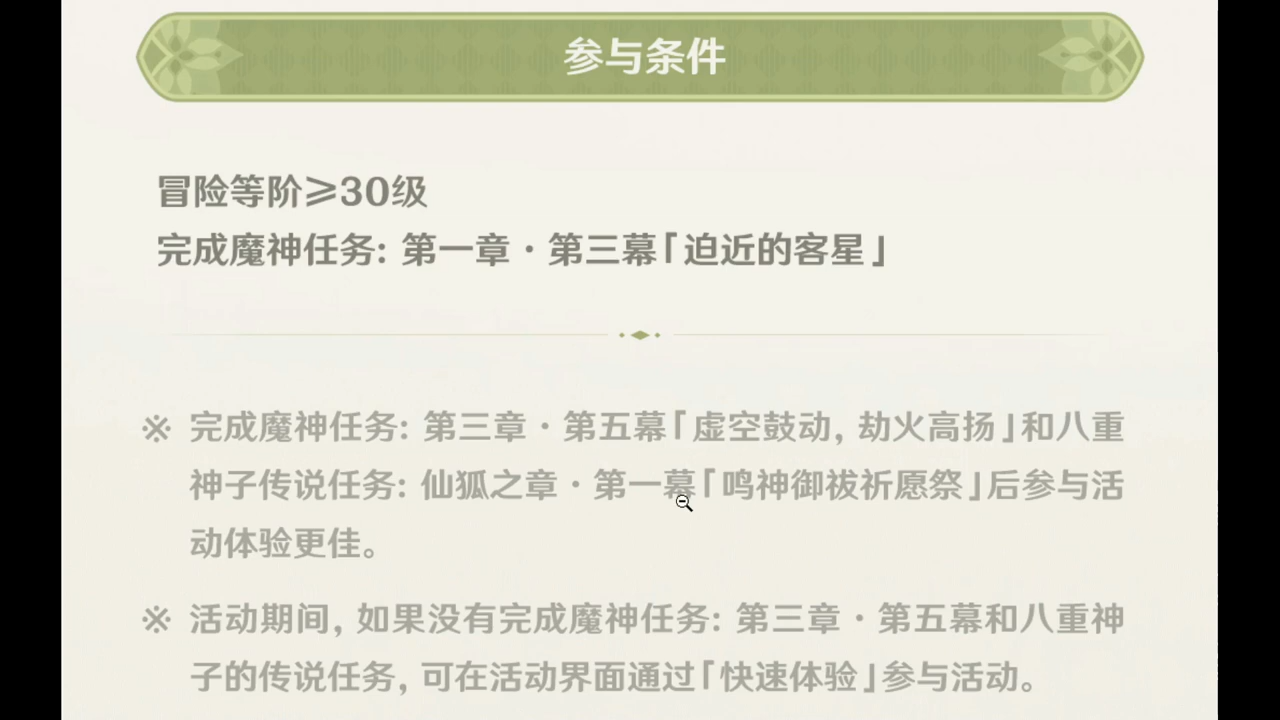 参与条件
冒险等阶≥30级
完成魔神任务: 第一章·第三幕「迫近的客星」
※ 完成魔神任务: 第三章·第五幕「虚空鼓动, 劫火高扬」和八重
神子传说任务: 仙狐之章·第一幕「鸣神御祓祈愿祭」后参与活
动体验更佳。
※ 活动期间, 如果没有完成魔神任务: 第三章·第五幕和八重神
子的传说任务, 可在活动界面通过「快速体验」参与活动。